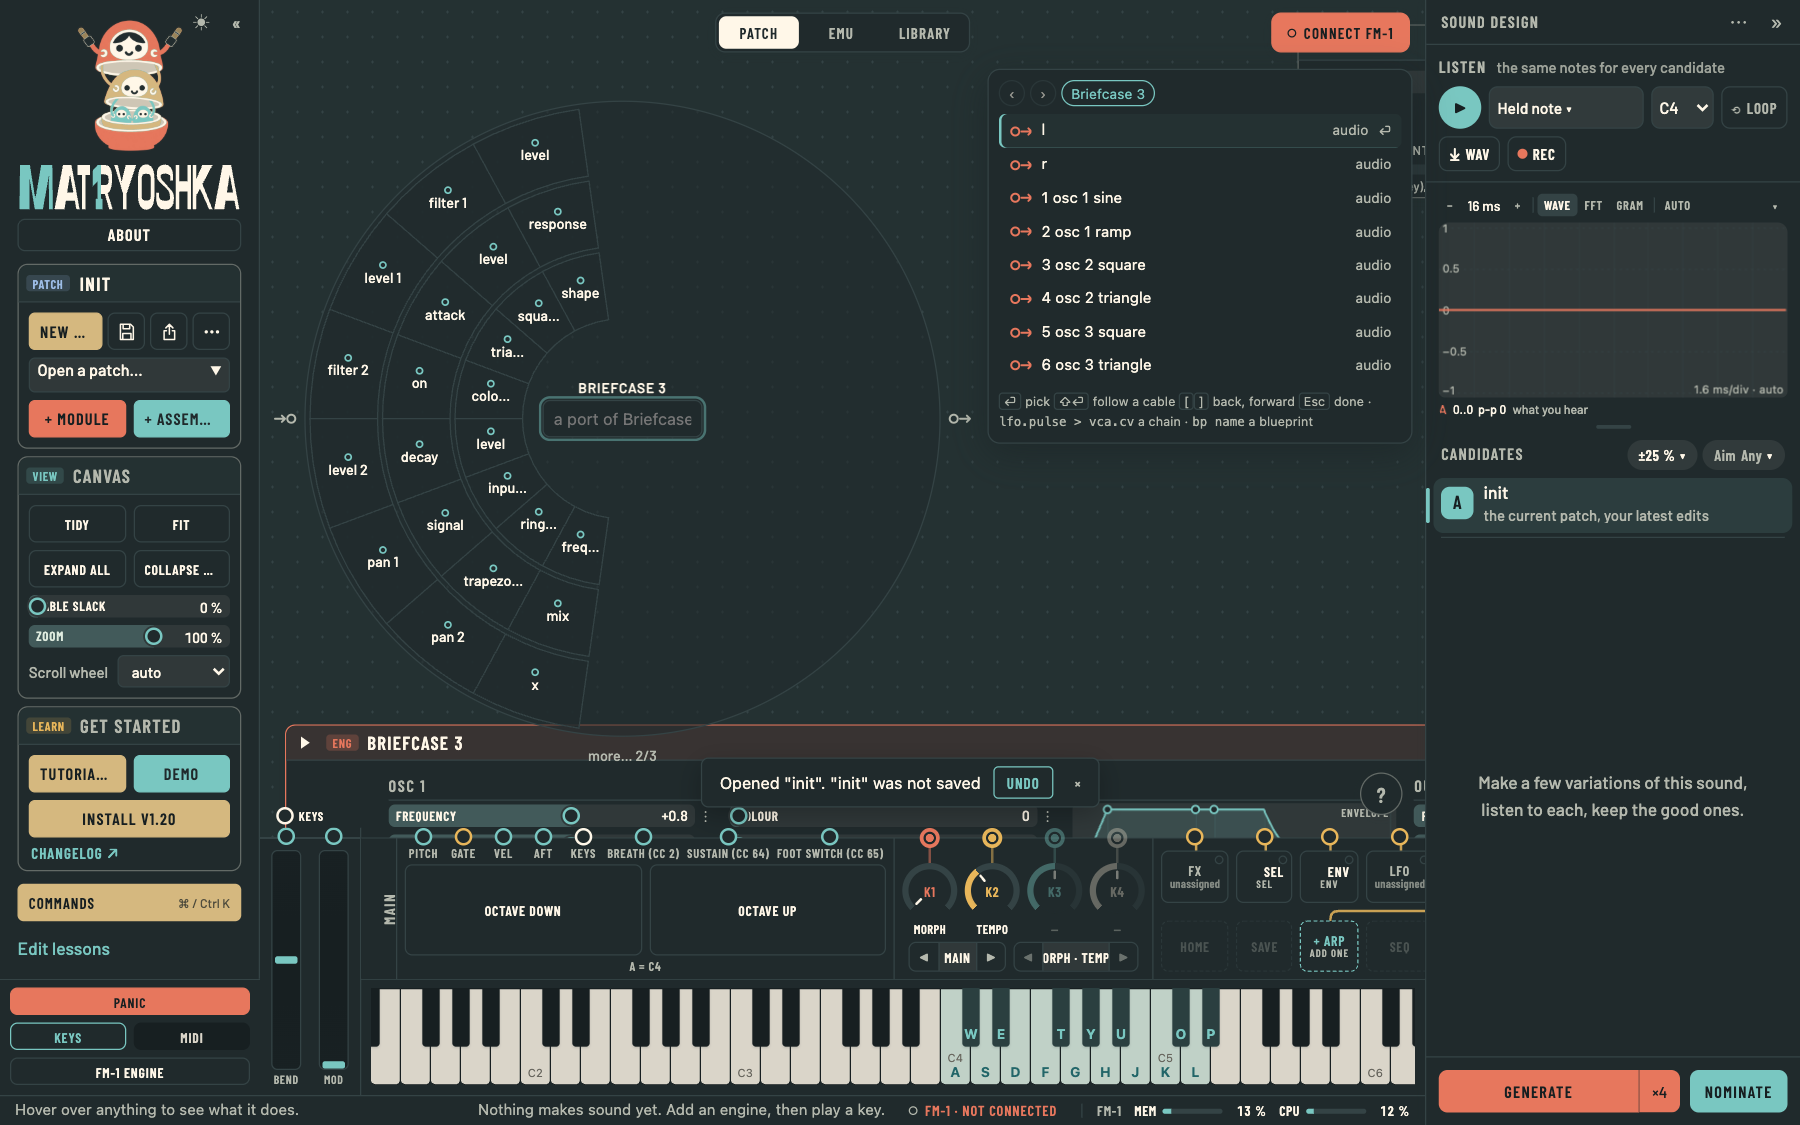 MATRYOSHKA
ABOUT
PATCH INIT
NEW ...
Open a patch...
+ MODULE
+ ASSEM...
VIEW CANVAS
TIDY
FIT
EXPAND ALL
COLLAPSE ...
BLE SLACK 0 %
ZOOM 100 %
Scroll wheel auto
LEARN GET STARTED
TUTORIA...
DEMO
INSTALL V1.20
CHANGELOG ↗
COMMANDS ⌘ / Ctrl K
Edit lessons
PANIC
KEYS
MIDI
FM-1 ENGINE
PATCH
EMU
LIBRARY
CONNECT FM-1
level
filter 1
response
level 1
level
shape
attack
squa...
tria...
filter 2
on
colo...
BRIEFCASE 3
a port of Briefcase
level 2
decay
level
inpu...
signal
ring...
freq...
pan 1
trapezo...
mix
pan 2
x
more... 2/3
‹ › Briefcase 3
l audio
r audio
1 osc 1 sine audio
2 osc 1 ramp audio
3 osc 2 square audio
4 osc 2 triangle audio
5 osc 3 square audio
6 osc 3 triangle audio
⏎ pick ⇧⏎ follow a cable [ ] back, forward Esc done ·
lfo.pulse > vca.cv a chain · bp name a blueprint
ENG BRIEFCASE 3
OSC 1
FREQUENCY +0.8
OLOUR 0
ENVELOPE
Opened "init". "init" was not saved UNDO ×
?
KEYS
PITCH GATE VEL AFT KEYS BREATH (CC 2) SUSTAIN (CC 64) FOOT SWITCH (CC 65)
MAIN
OCTAVE DOWN
OCTAVE UP
A = C4
K1 K2 K3 K4
MORPH TEMPO – –
◀ MAIN ▶
◀ ORPH · TEMP ▶
FX unassigned
SEL SEL
ENV ENV
LFO unassigned
HOME
SAVE
+ ARP ADD ONE
SEQ
BEND MOD
C2 C3 C4 C5 C6
W E T Y U O P
A S D F G H J K L
Hover over anything to see what it does.
Nothing makes sound yet. Add an engine, then play a key.
FM-1 · NOT CONNECTED
FM-1 MEM 13 % CPU 12 %
SOUND DESIGN
LISTEN the same notes for every candidate
Held note
C4
LOOP
WAV
REC
− 16 ms + WAVE FFT GRAM AUTO
1
0.5
0
−0.5
−1
1.6 ms/div · auto
A 0..0 p-p 0 what you hear
CANDIDATES ±25 % Aim Any
A init
the current patch, your latest edits
Make a few variations of this sound,
listen to each, keep the good ones.
GENERATE ×4 NOMINATE